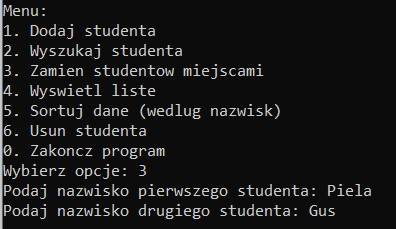 Menu:
1. Dodaj studenta
2. Wyszukaj studenta
3. Zamien studentow miejscami
4. Wyswietl liste
5. Sortuj dane (wedlug nazwisk)
6. Usun studenta
0. Zakoncz program
Wybierz opcje: 3
Podaj nazwisko pierwszego studenta: Piela
Podaj nazwisko drugiego studenta: Gus